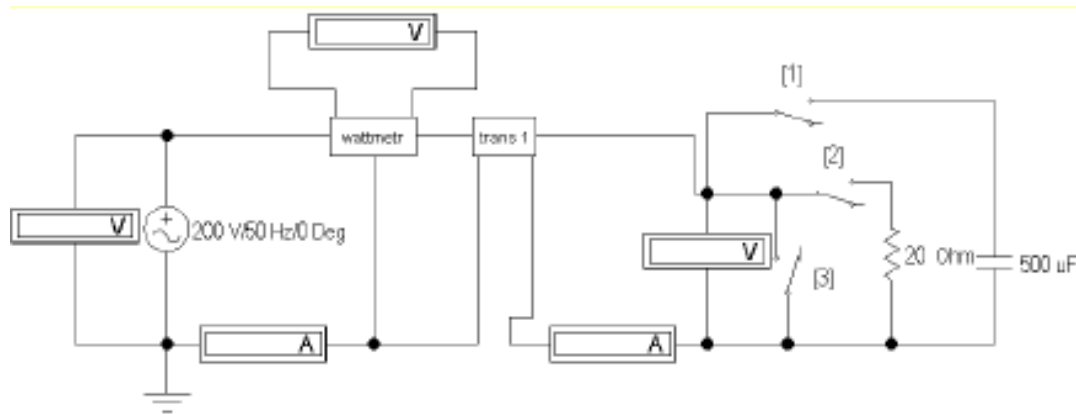 V
[1]
wattmetr
trans 1
[2]
V
200 V/50 Hz/0 Deg
V
20 Ohm
500 uF
[3]
A
A